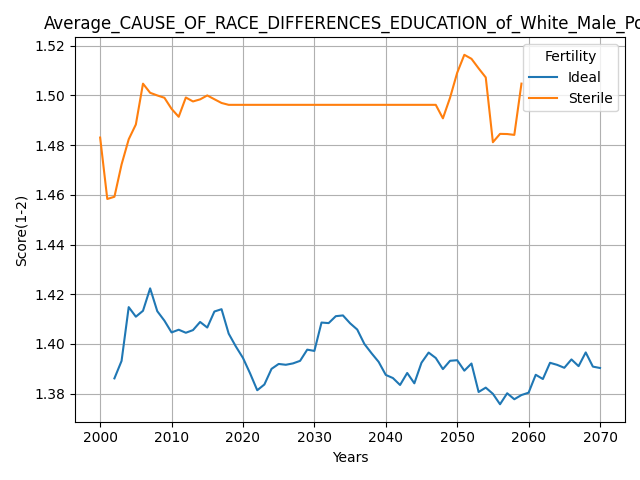 Average_CAUSE_OF_RACE_DIFFERENCES_EDUCATION_of_White_Male_Po
1.52
1.50
1.48
1.46
1.44
1.42
1.40
1.38
Score(1-2)
Fertility
Ideal
Sterile
2000 2010 2020 2030 2040 2050 2060 2070
Years